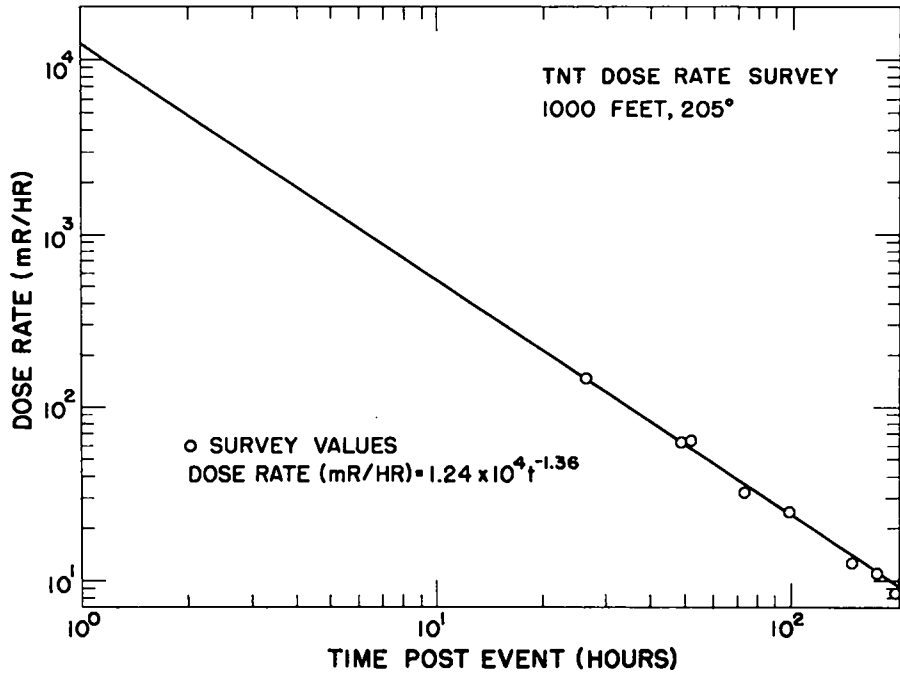 TNT DOSE RATE SURVEY
1000 FEET, 205°
DOSE RATE (mR/HR)
10⁴
10³
10²
10¹
O SURVEY VALUES
DOSE RATE (mR/HR)=1.24 x10⁴t⁻¹·³⁶
10⁰ 10¹ 10²
TIME POST EVENT (HOURS)